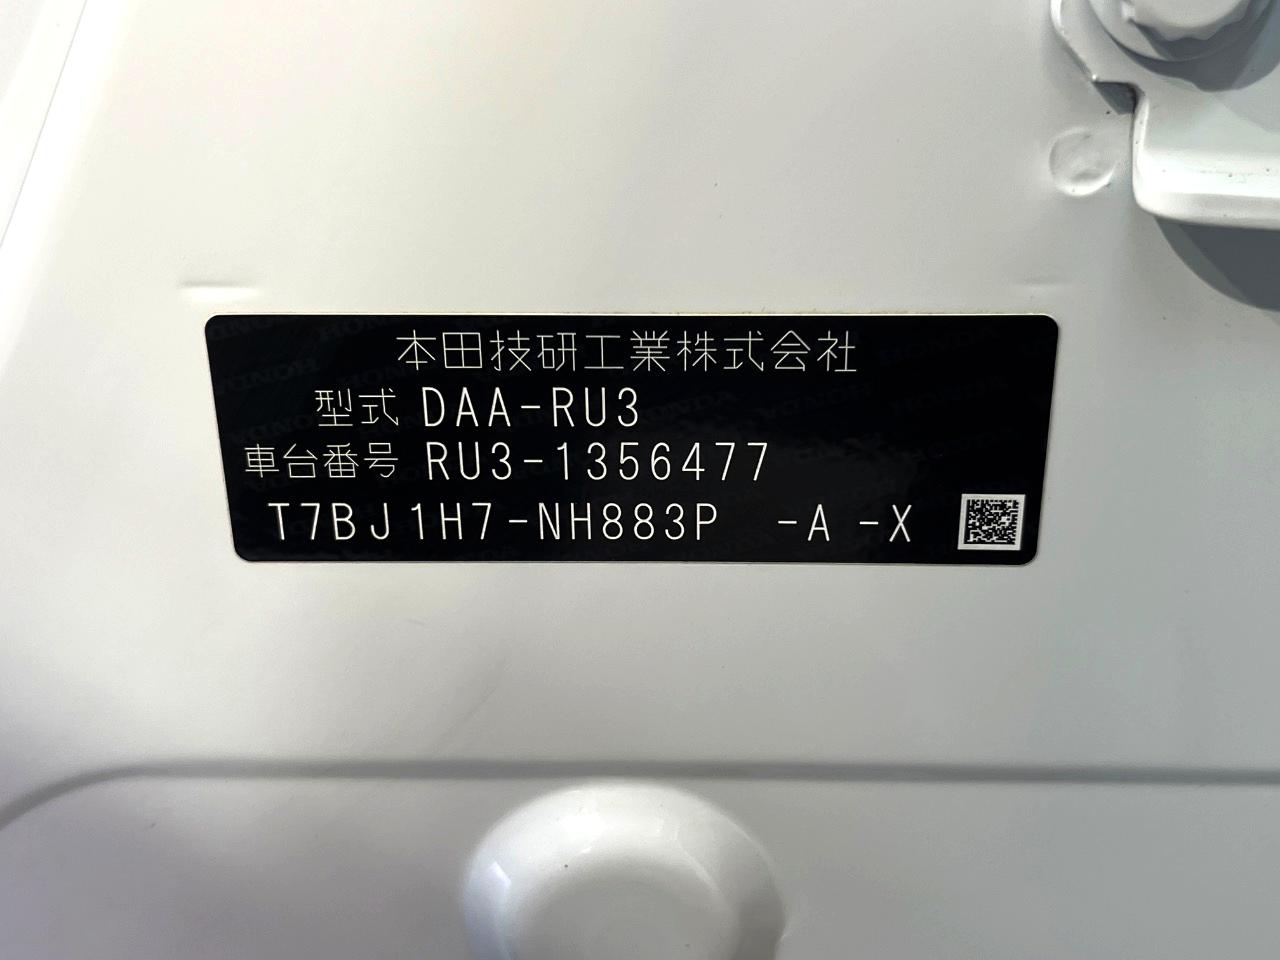 本田技研工業株式会社
型式 DAA-RU3
車台番号 RU3-1356477
T7BJ1H7-NH883P -A -X